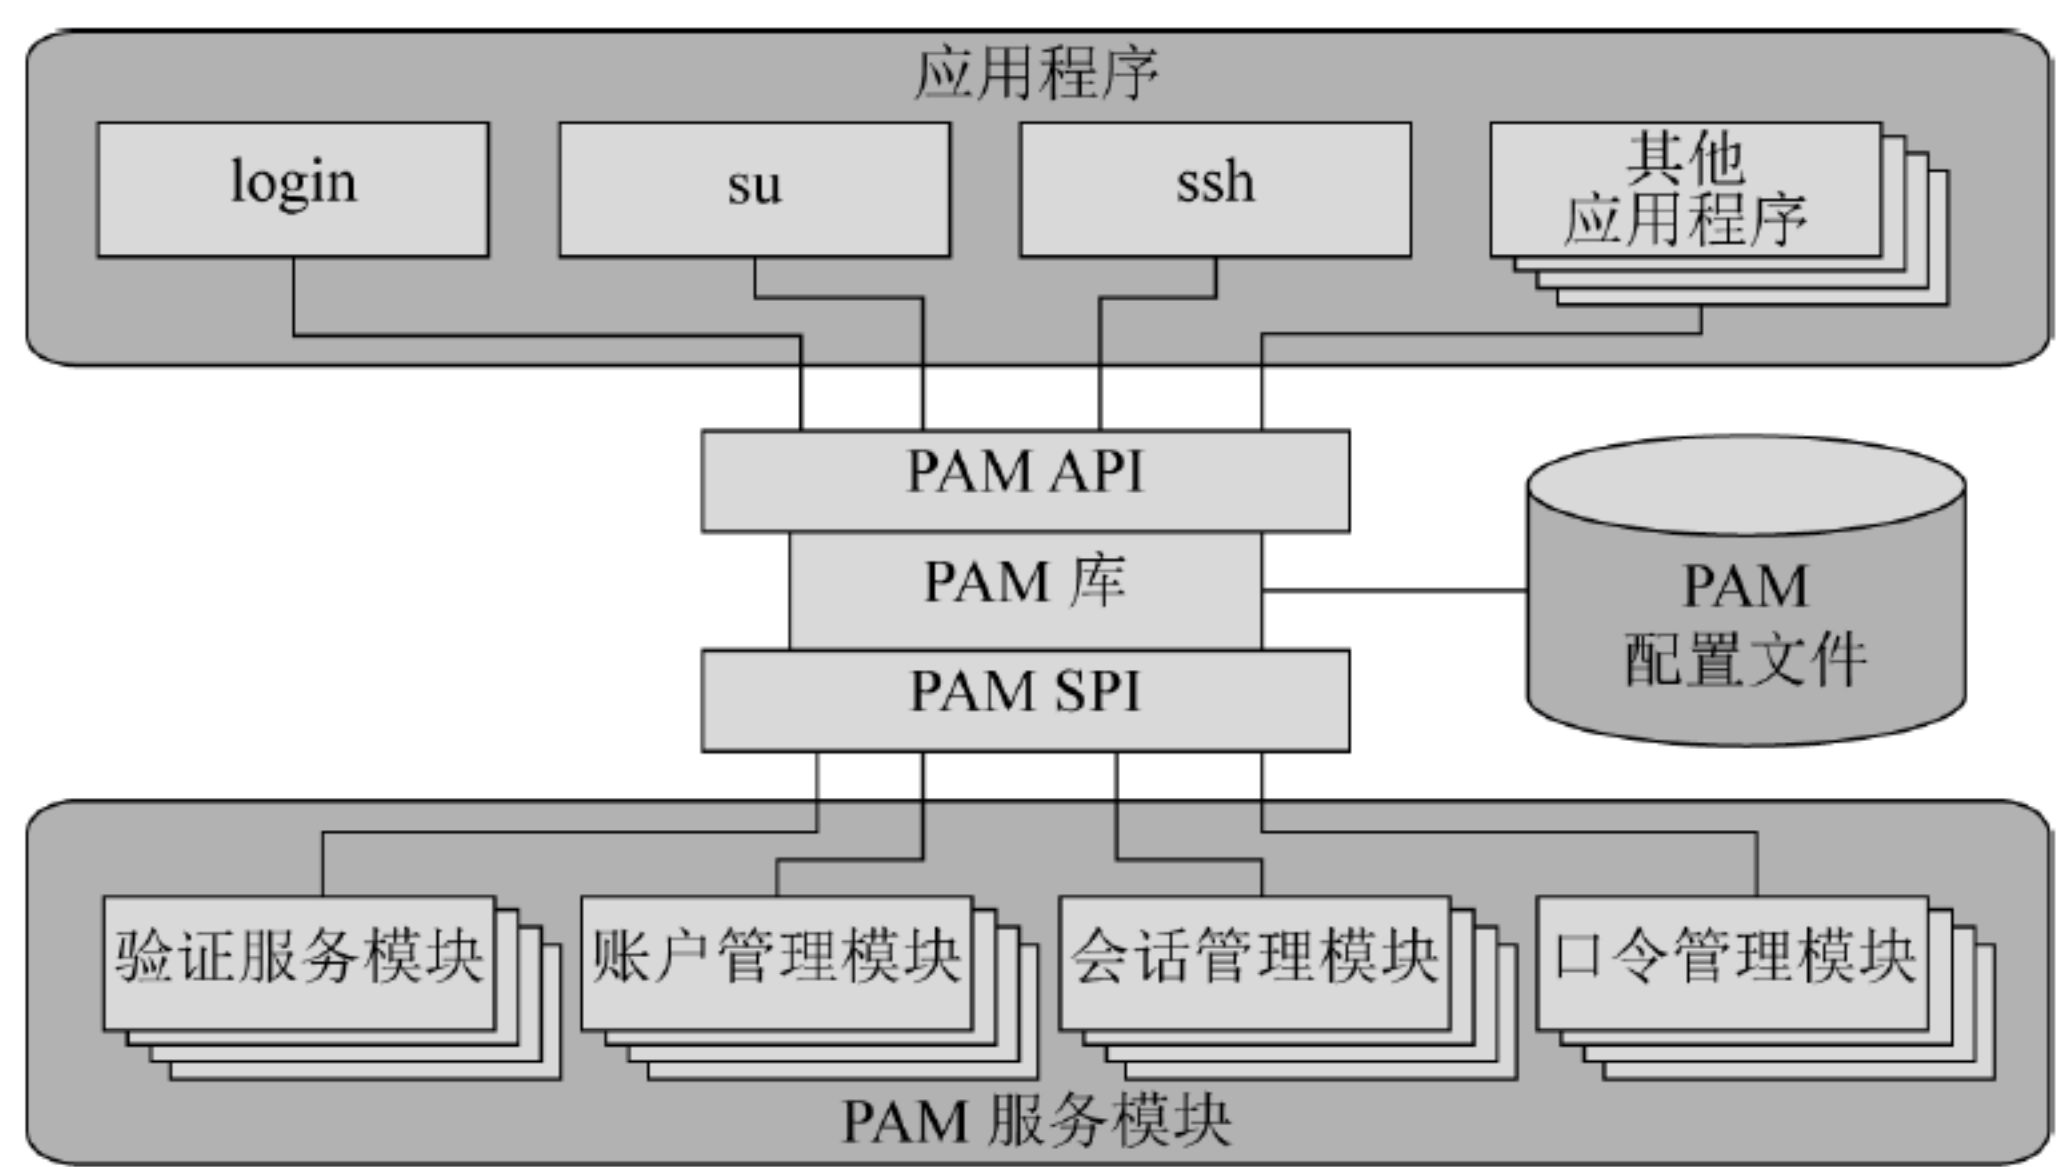 应用程序
login
su
ssh
其他
应用程序
PAM API
PAM 库
PAM SPI
PAM
配置文件
验证服务模块
账户管理模块
会话管理模块
口令管理模块
PAM 服务模块